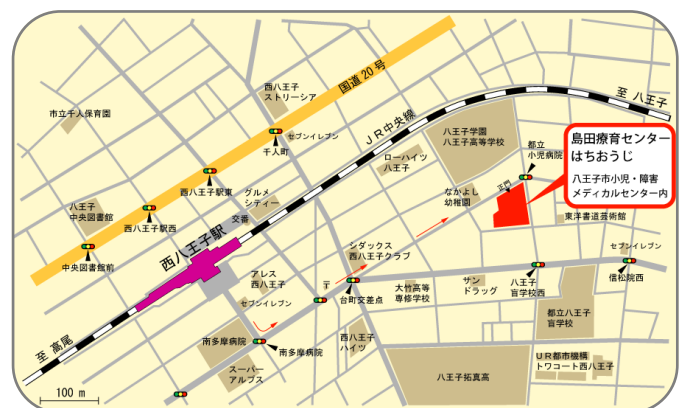 国道20号
至 八王子
西八王子
ストリーシア
市立千人保育園
セブンイレブン
千人町
JR中央線
八王子学園
八王子高等学校
都立
小児病院
島田療育センター
はちおうじ
八王子市小児・障害
メディカルセンター内
ローハイツ
八王子
西八王子駅東
グルメ
シティー
なかよし
幼稚園
正門
八王子
中央図書館
交番
東洋書道芸術館
西八王子駅西
西八王子駅
シダックス
西八王子クラブ
セブンイレブン
中央図書館前
アレス
西八王子
〒
大竹高等
専修学校
サン
ドラッグ
八王子
盲学校西
信松院西
セブンイレブン
台町交差点
都立八王子
盲学校
至 高尾
南多摩病院
南多摩病院
西八王子
ハイツ
スーパー
アルプス
UR都市機構
トワコート西八王子
八王子拓真高
100 m